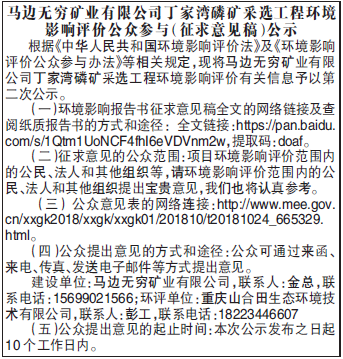 马边无穷矿业有限公司丁家湾磷矿采选工程环境
影响评价公众参与(征求意见稿)公示
根据《中华人民共和国环境影响评价法》及《环境影响评价公众参与办法》等相关规定,现将马边无穷矿业有限公司丁家湾磷矿采选工程环境影响评价有关信息予以第二次公示。
(一)环境影响报告书征求意见稿全文的网络链接及查
阅纸质报告书的方式和途径:全文链接:https://pan.baidu.
com/s/1Qtm1UoNCF4fhI6eVDVnm2w,提取码:doaf。
(二)征求意见的公众范围:项目环境影响评价范围内
的公民、法人和其他组织等,请环境影响评价范围内的公
民、法人和其他组织提出宝贵意见,我们也将认真参考。
(三)公众意见表的网络连接:http://www.mee.gov.
cn/xxgk2018/xxgk/xxgk01/201810/t20181024_665329.
html。
(四)公众提出意见的方式和途径:公众可通过来函、
来电、传真、发送电子邮件等方式提出意见。
建设单位:马边无穷矿业有限公司,联系人:金总,联
系电话:15699021566;环评单位:重庆山合田生态环境技
术有限公司,联系人:彭工,联系电话:18223446607
(五)公众提出意见的起止时间:本次公示发布之日起
10个工作日内。